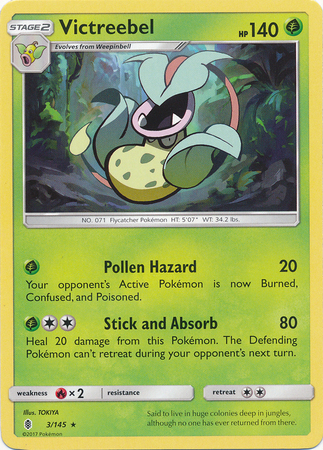 STAGE 2 Victreebel HP 140
Evolves from Weepinbell
NO. 071 Flycatcher Pokémon HT: 5'07" WT: 34.2 lbs.
Pollen Hazard 20
Your opponent's Active Pokémon is now Burned,
Confused, and Poisoned.
Stick and Absorb 80
Heal 20 damage from this Pokémon. The Defending
Pokémon can't retreat during your opponent's next turn.
weakness × 2 resistance retreat
Illus. TOKIYA
3/145 ★
©2017 Pokémon
Said to live in huge colonies deep in jungles,
although no one has ever returned from there.